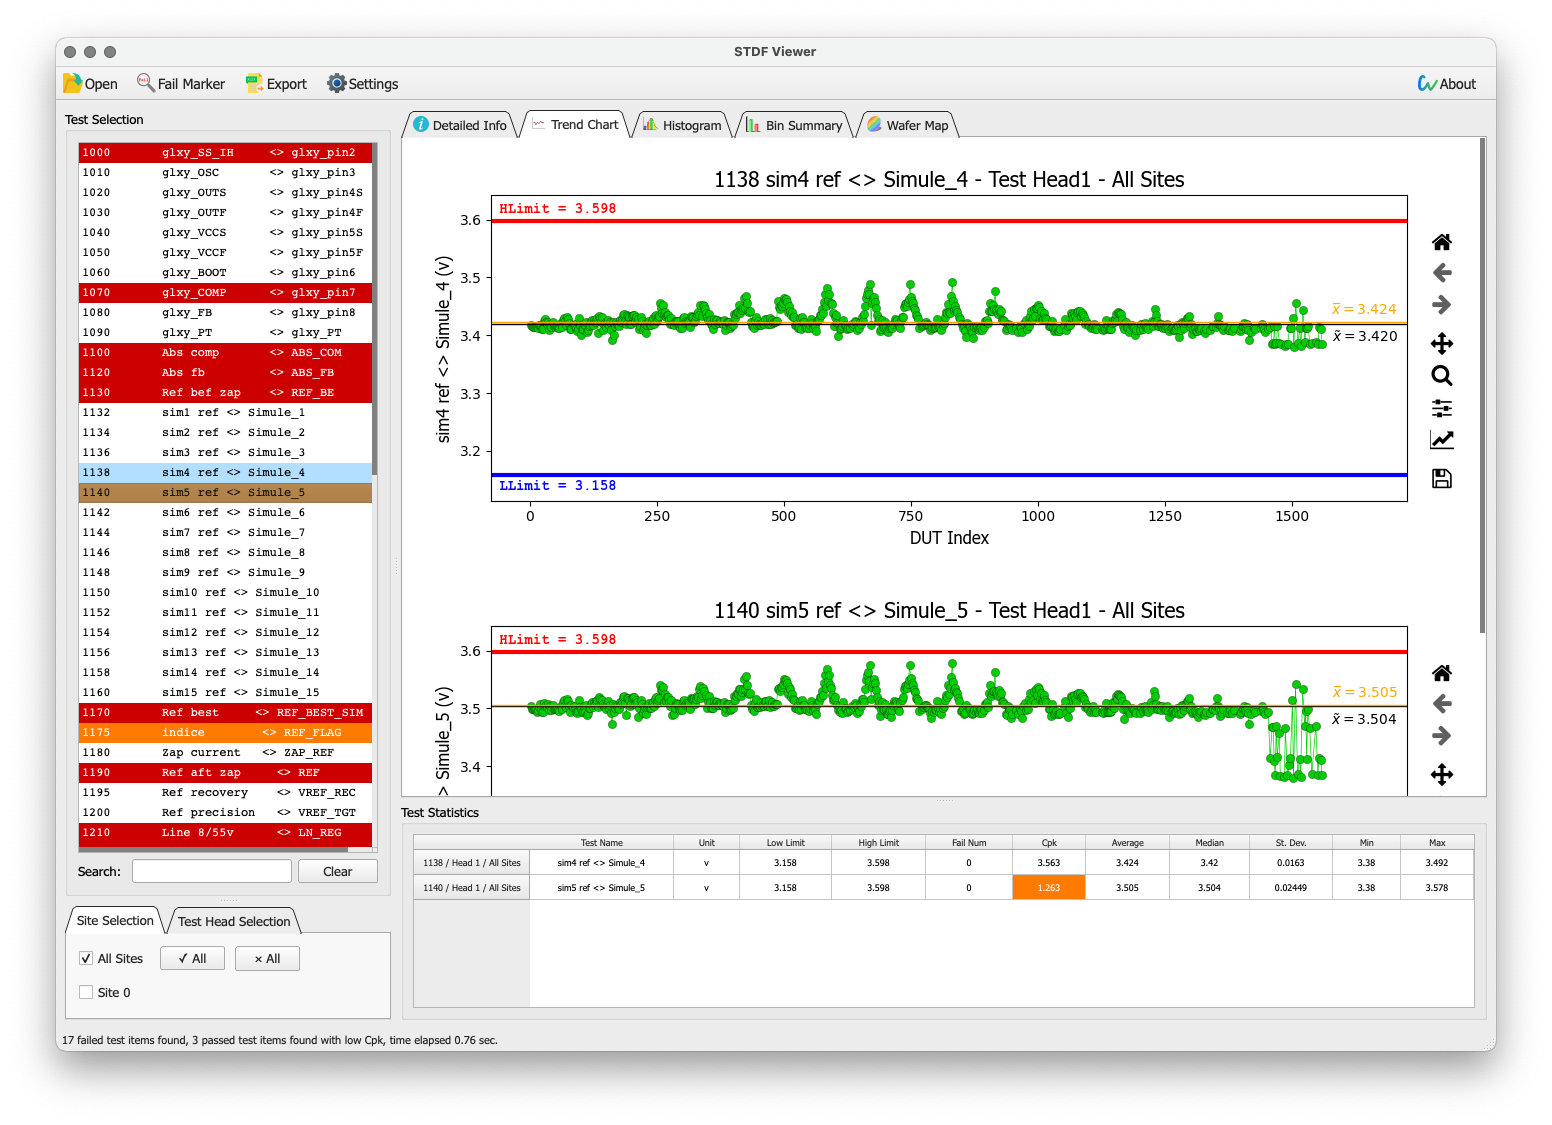 STDF Viewer
Open Fail Marker Export Settings About
Test Selection
1000 glxy_SS_IH <> glxy_pin2
1010 glxy_OSC <> glxy_pin3
1020 glxy_OUTS <> glxy_pin4S
1030 glxy_OUTF <> glxy_pin4F
1040 glxy_VCCS <> glxy_pin5S
1050 glxy_VCCF <> glxy_pin5F
1060 glxy_BOOT <> glxy_pin6
1070 glxy_COMP <> glxy_pin7
1080 glxy_FB <> glxy_pin8
1090 glxy_PT <> glxy_PT
1100 Abs comp <> ABS_COM
1120 Abs fb <> ABS_FB
1130 Ref bef zap <> REF_BE
1132 sim1 ref <> Simule_1
1134 sim2 ref <> Simule_2
1136 sim3 ref <> Simule_3
1138 sim4 ref <> Simule_4
1140 sim5 ref <> Simule_5
1142 sim6 ref <> Simule_6
1144 sim7 ref <> Simule_7
1146 sim8 ref <> Simule_8
1148 sim9 ref <> Simule_9
1150 sim10 ref <> Simule_10
1152 sim11 ref <> Simule_11
1154 sim12 ref <> Simule_12
1156 sim13 ref <> Simule_13
1158 sim14 ref <> Simule_14
1160 sim15 ref <> Simule_15
1170 Ref best <> REF_BEST_SIM
1175 indice <> REF_FLAG
1180 Zap current <> ZAP_REF
1190 Ref aft zap <> REF
1195 Ref recovery <> VREF_REC
1200 Ref precision <> VREF_TGT
1210 Line 8/55v <> LN_REG
Search: Clear
Site Selection Test Head Selection
All Sites ✓ All × All
Site 0
Detailed Info Trend Chart Histogram Bin Summary Wafer Map
1138 sim4 ref <> Simule_4 - Test Head1 - All Sites
HLimit = 3.598
3.6
3.5
3.4
3.3
3.2
sim4 ref <> Simule_4 (v)
x̅ = 3.424
x̃ = 3.420
LLimit = 3.158
0 250 500 750 1000 1250 1500
DUT Index
1140 sim5 ref <> Simule_5 - Test Head1 - All Sites
HLimit = 3.598
3.6
3.5
3.4
> Simule_5 (v)
x̅ = 3.505
x̃ = 3.504
Test Statistics
Test Name Unit Low Limit High Limit Fail Num Cpk Average Median St. Dev. Min Max
1138 / Head 1 / All Sites sim4 ref <> Simule_4 v 3.158 3.598 0 3.563 3.424 3.42 0.0163 3.38 3.492
1140 / Head 1 / All Sites sim5 ref <> Simule_5 v 3.158 3.598 0 1.263 3.505 3.504 0.02449 3.38 3.578
17 failed test items found, 3 passed test items found with low Cpk, time elapsed 0.76 sec.